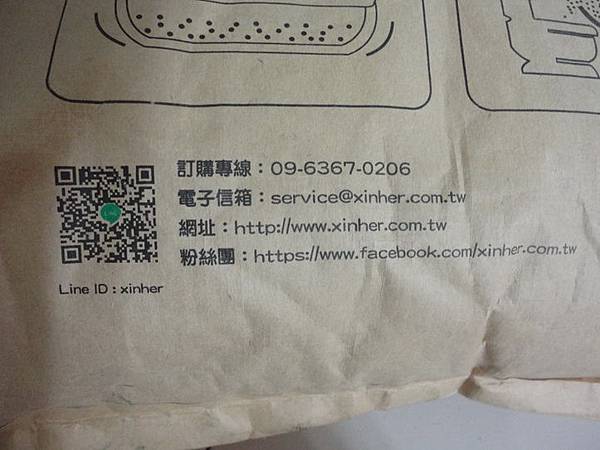 訂購專線：09-6367-0206
電子信箱：service@xinher.com.tw
網址：http://www.xinher.com.tw
粉絲團：https://www.facebook.com/xinher.com.tw
LINE
Line ID：xinher